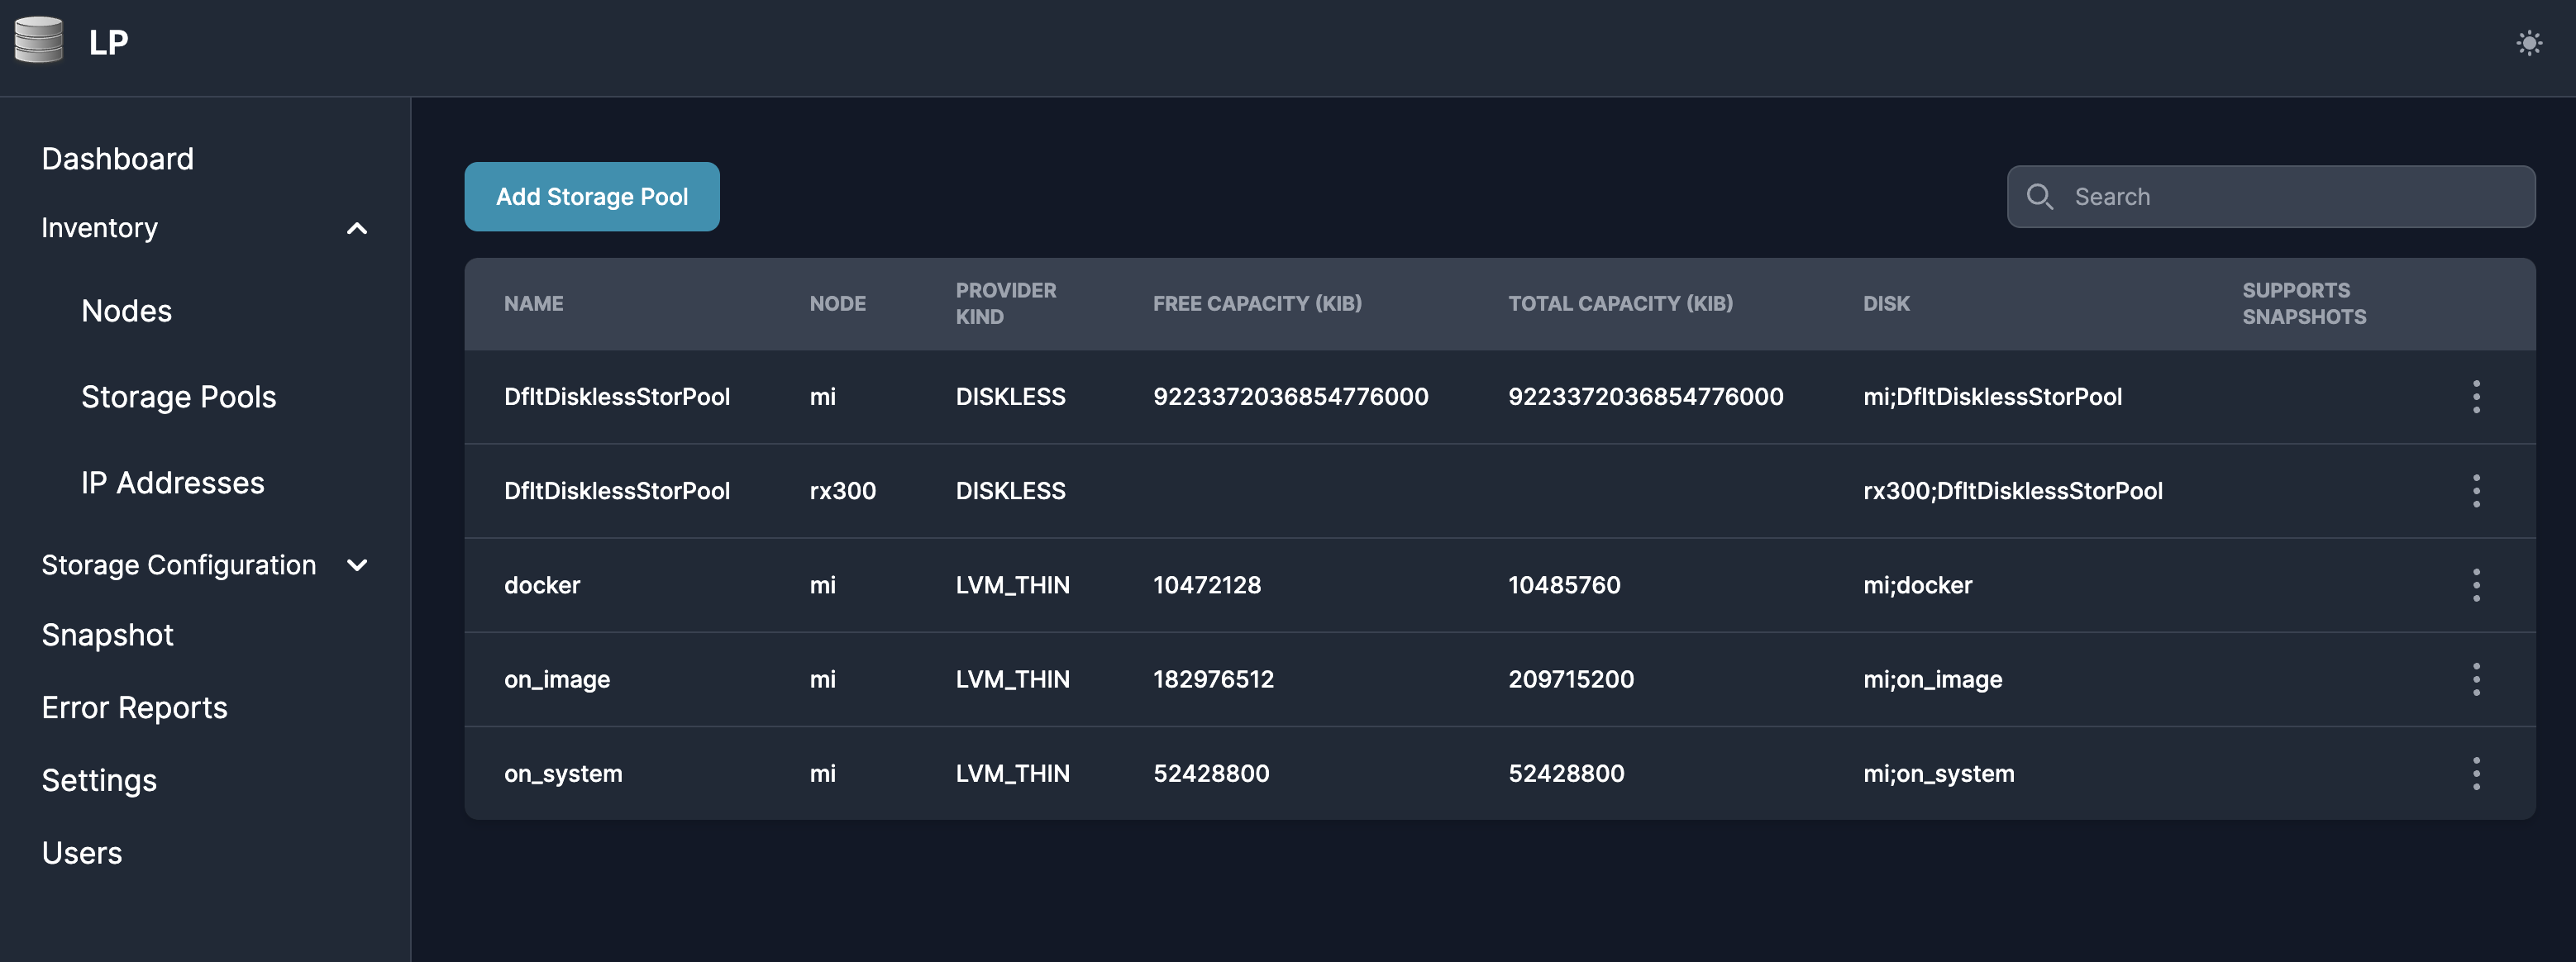 LP
Dashboard
Inventory
Nodes
Storage Pools
IP Addresses
Storage Configuration
Snapshot
Error Reports
Settings
Users
Add Storage Pool
Search
NAME NODE PROVIDER KIND FREE CAPACITY (KIB) TOTAL CAPACITY (KIB) DISK SUPPORTS SNAPSHOTS
DfltDisklessStorPool mi DISKLESS 9223372036854776000 9223372036854776000 mi;DfltDisklessStorPool
DfltDisklessStorPool rx300 DISKLESS rx300;DfltDisklessStorPool
docker mi LVM_THIN 10472128 10485760 mi;docker
on_image mi LVM_THIN 182976512 209715200 mi;on_image
on_system mi LVM_THIN 52428800 52428800 mi;on_system